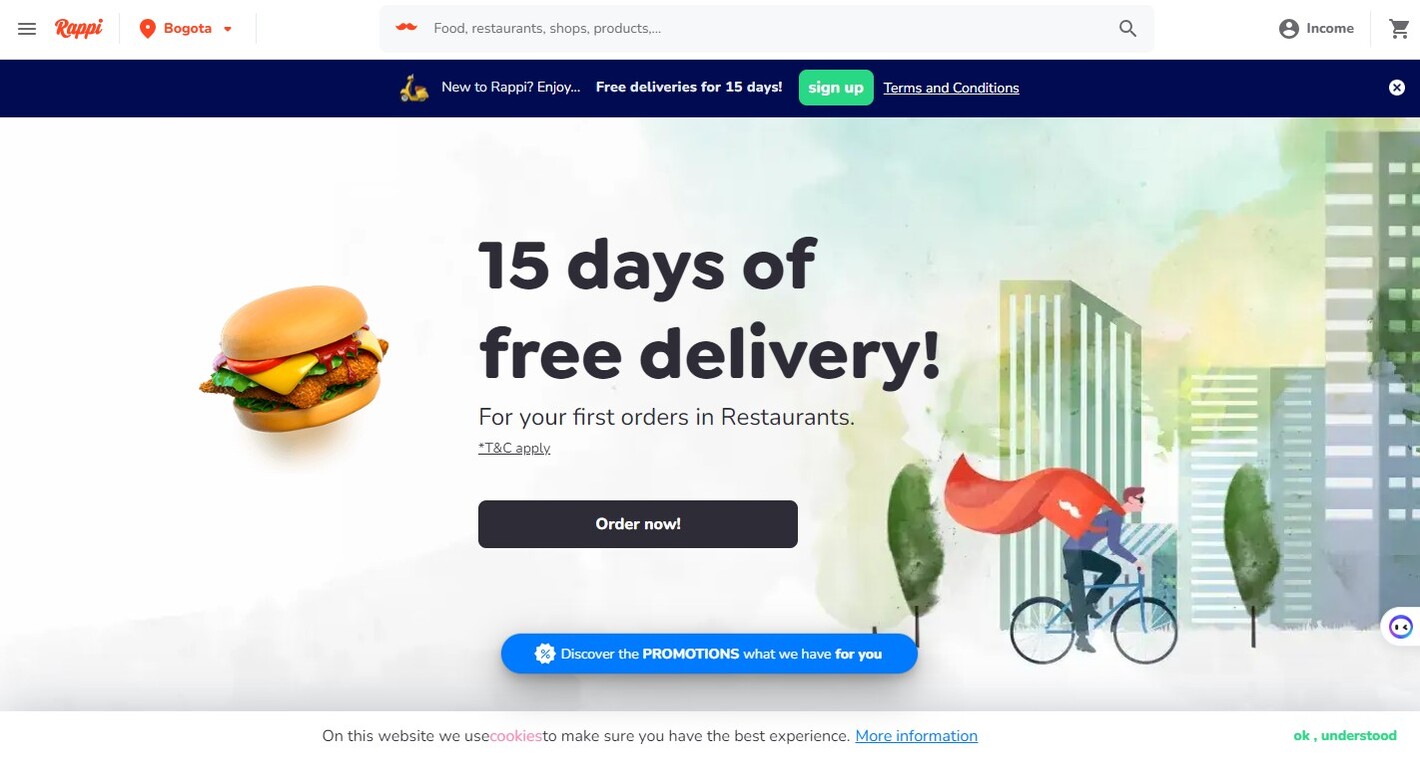 Rappi
Bogota
Food, restaurants, shops, products,...
Income
New to Rappi? Enjoy... Free deliveries for 15 days! sign up Terms and Conditions
15 days of
free delivery!
For your first orders in Restaurants.
*T&C apply
Order now!
% Discover the PROMOTIONS what we have for you
On this website we usecookiesto make sure you have the best experience. More information
ok , understood